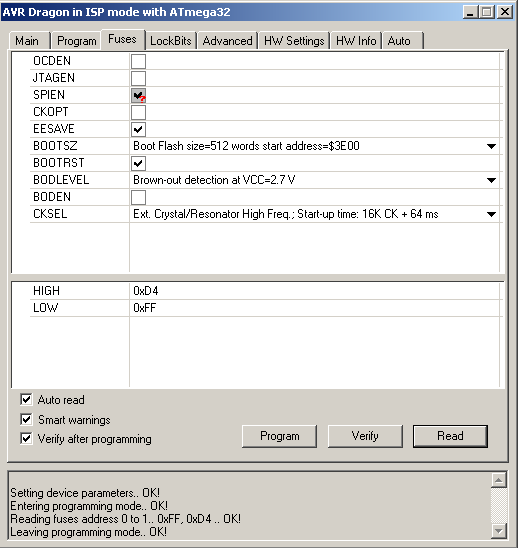 AVR Dragon in ISP mode with ATmega32
Main Program Fuses LockBits Advanced HW Settings HW Info Auto
OCDEN
JTAGEN
SPIEN
CKOPT
EESAVE
BOOTSZ Boot Flash size=512 words start address=$3E00
BOOTRST
BODLEVEL Brown-out detection at VCC=2.7 V
BODEN
CKSEL Ext. Crystal/Resonator High Freq.; Start-up time: 16K CK + 64 ms
HIGH 0xD4
LOW 0xFF
Auto read
Smart warnings
Verify after programming
Program Verify Read
Setting device parameters.. OK!
Entering programming mode.. OK!
Reading fuses address 0 to 1.. 0xFF, 0xD4 .. OK!
Leaving programming mode.. OK!